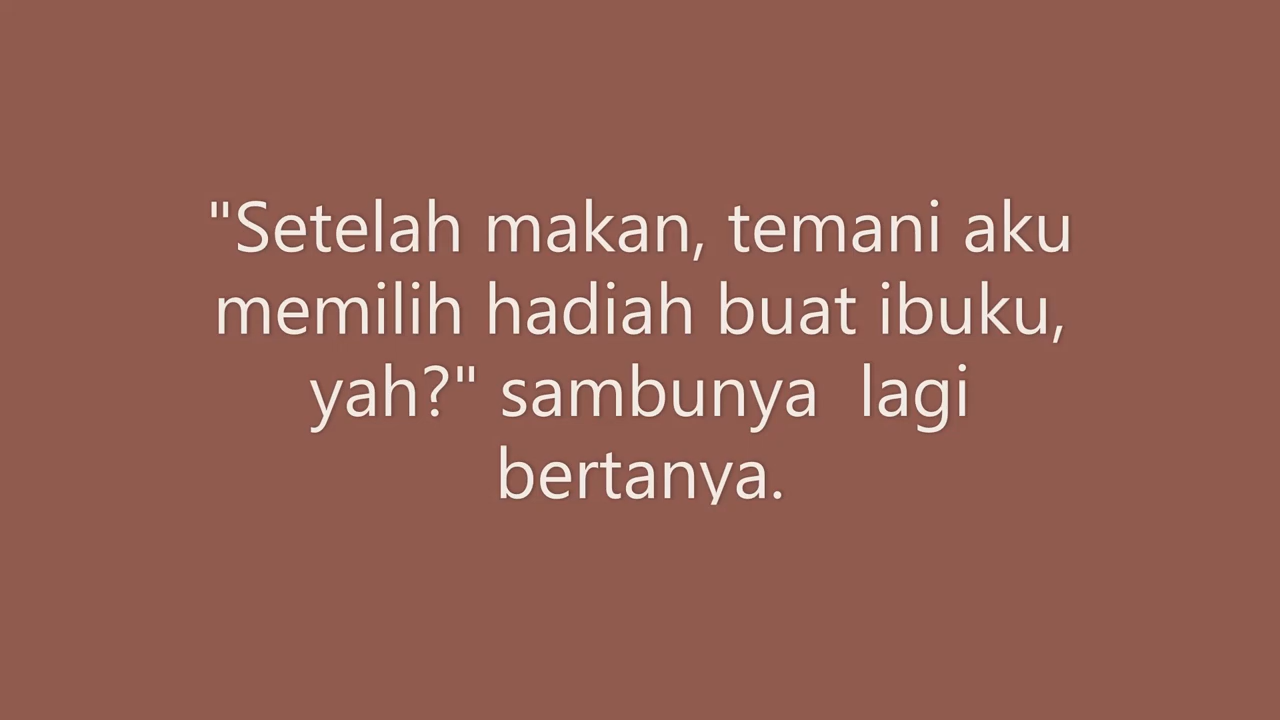 "Setelah makan, temani aku
memilih hadiah buat ibuku,
yah?" sambunya  lagi
bertanya.